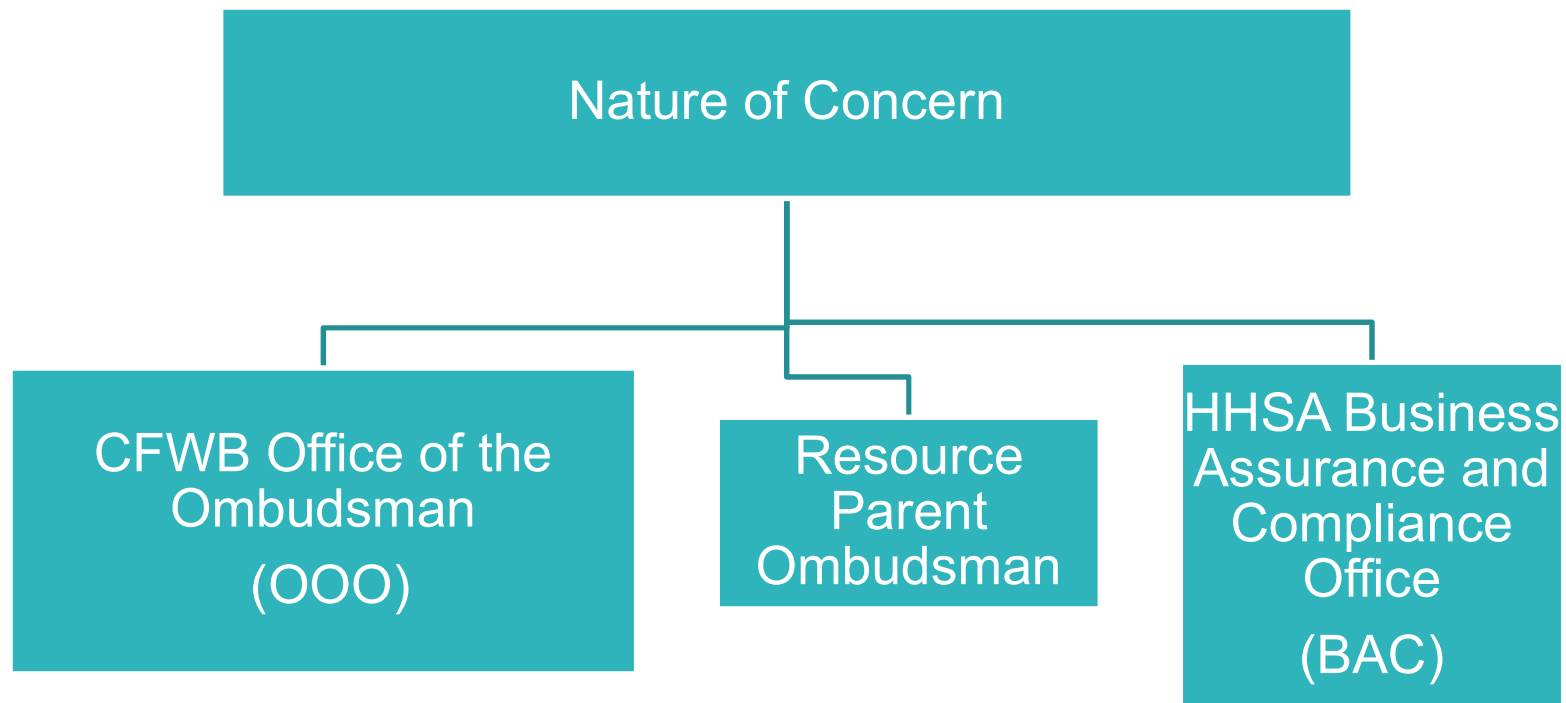 Nature of Concern
CFWB Office of the
Ombudsman
(OOO)
Resource
Parent
Ombudsman
HHSA Business
Assurance and
Compliance
Office
(BAC)